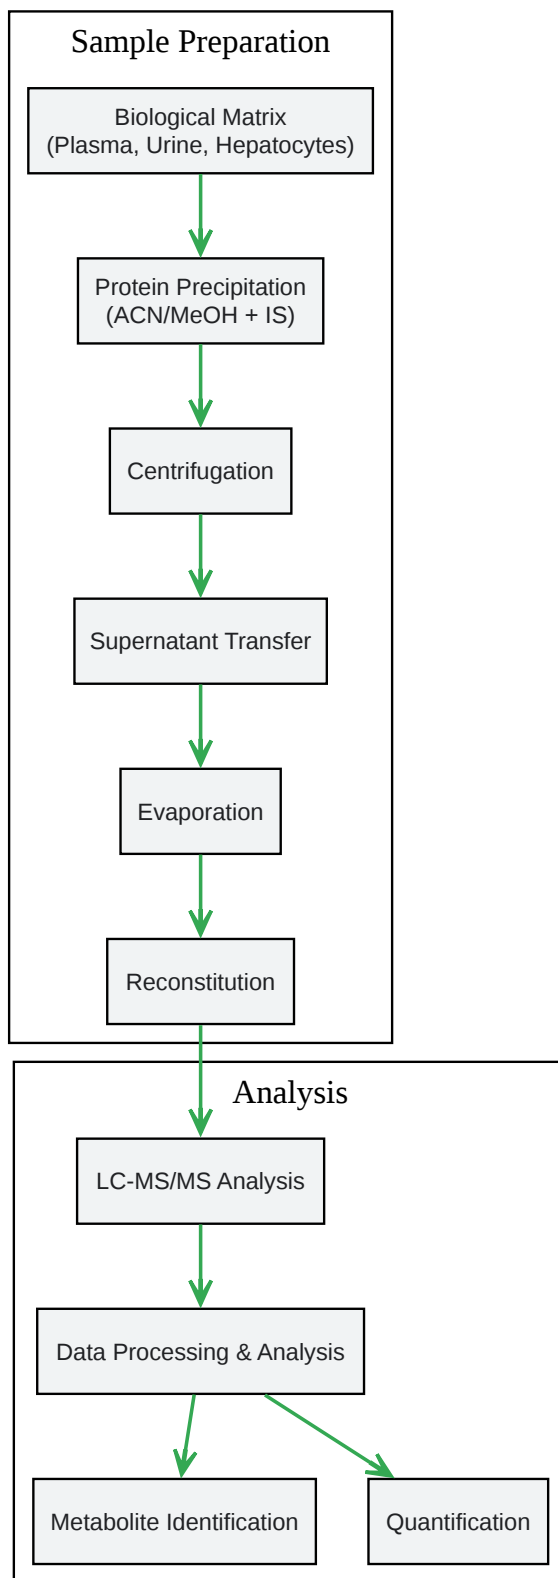 Sample Preparation
Biological Matrix
(Plasma, Urine, Hepatocytes)
Protein Precipitation
(ACN/MeOH + IS)
Centrifugation
Supernatant Transfer
Evaporation
Reconstitution
Analysis
LC-MS/MS Analysis
Data Processing & Analysis
Metabolite Identification
Quantification